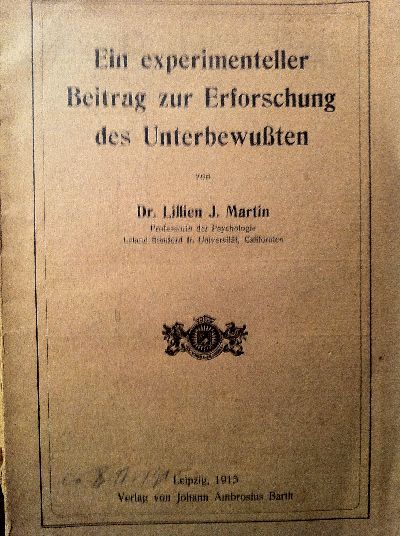 Ein experimenteller
Beitrag zur Erforschung
des Unterbewußten
von
Dr. Lillien J. Martin
Professorin der Psychologie
Leland Stanford jr. Universität, Californien
Leipzig, 1915
Verlag von Johann Ambrosius Barth